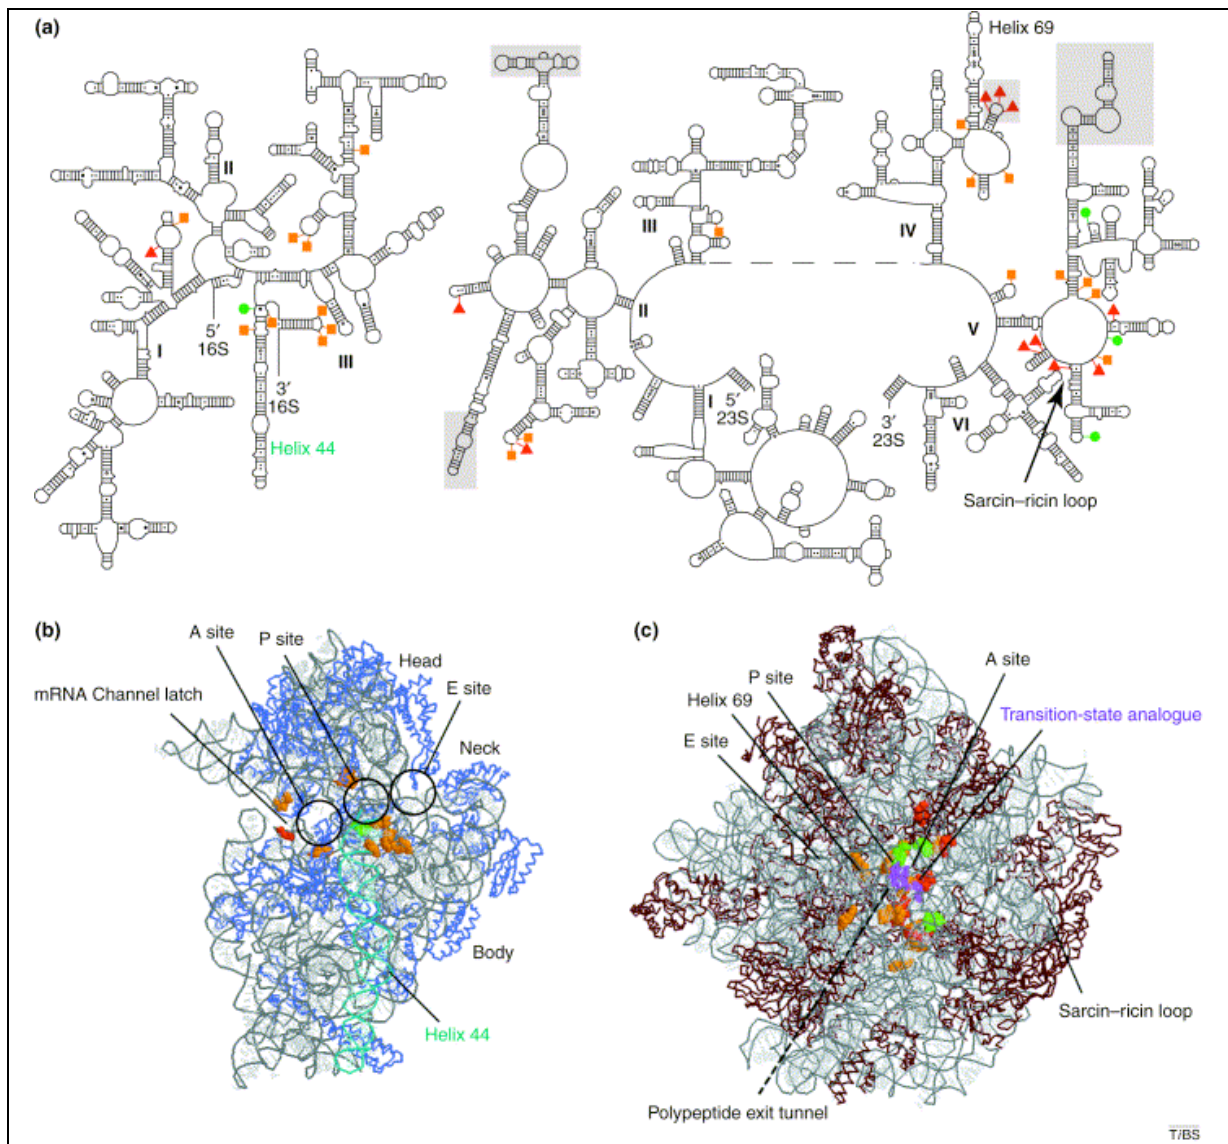 (a)
Helix 69
II
III
IV
5′
16S
II
V
I
III
3′
16S
I
5′
23S
3′
23S
VI
Helix 44
Sarcin–ricin loop
(b)
A site
P site
mRNA Channel latch
Head
E site
Neck
Body
Helix 44
(c)
A site
P site
Helix 69
Transition-state analogue
E site
Sarcin–ricin loop
Polypeptide exit tunnel
TiBS